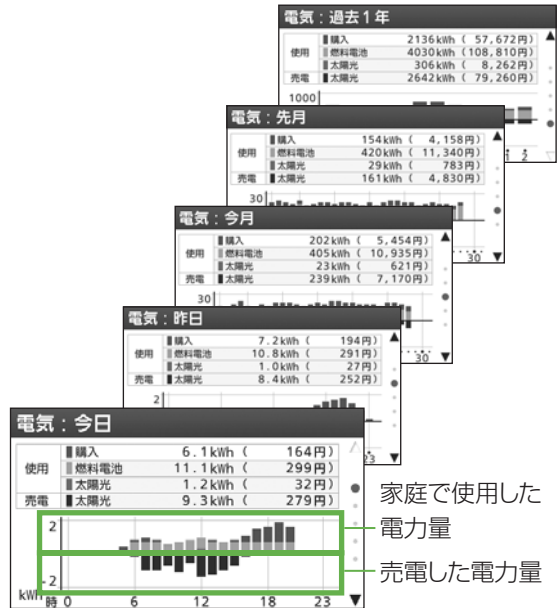 電気:過去1年
使用 購入 2136kWh ( 57,672円)
燃料電池 4030kWh (108,810円)
太陽光 306kWh ( 8,262円)
売電 太陽光 2642kWh ( 79,260円)
1000
電気:先月
使用 購入 154kWh ( 4,158円)
燃料電池 420kWh ( 11,340円)
太陽光 29kWh ( 783円)
売電 太陽光 161kWh ( 4,830円)
30
電気:今月
使用 購入 202kWh ( 5,454円)
燃料電池 405kWh ( 10,935円)
太陽光 23kWh ( 621円)
売電 太陽光 239kWh ( 7,170円)
30
30
電気:昨日
使用 購入 7.2kWh ( 194円)
燃料電池 10.8kWh ( 291円)
太陽光 1.0kWh ( 27円)
売電 太陽光 8.4kWh ( 252円)
30
2
電気:今日
使用 購入 6.1kWh ( 164円)
燃料電池 11.1kWh ( 299円)
太陽光 1.2kWh ( 32円)
売電 太陽光 9.3kWh ( 279円)
23
家庭で使用した
電力量
売電した電力量
2
-2
kWh
時 0 6 12 18 23